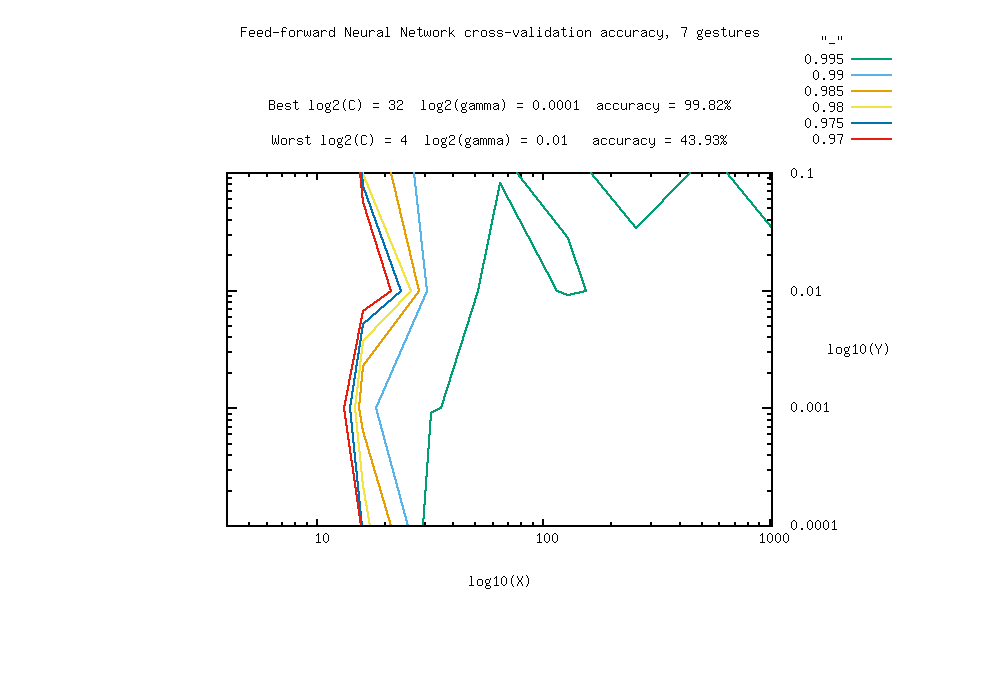 Feed-forward Neural Network cross-validation accuracy, 7 gestures
"_"
0.995
0.99
0.985
0.98
0.975
0.97
Best log2(C) = 32  log2(gamma) = 0.0001  accuracy = 99.82%
Worst log2(C) = 4  log2(gamma) = 0.01   accuracy = 43.93%
0.1
0.01
log10(Y)
0.001
0.0001
10
100
1000
log10(X)